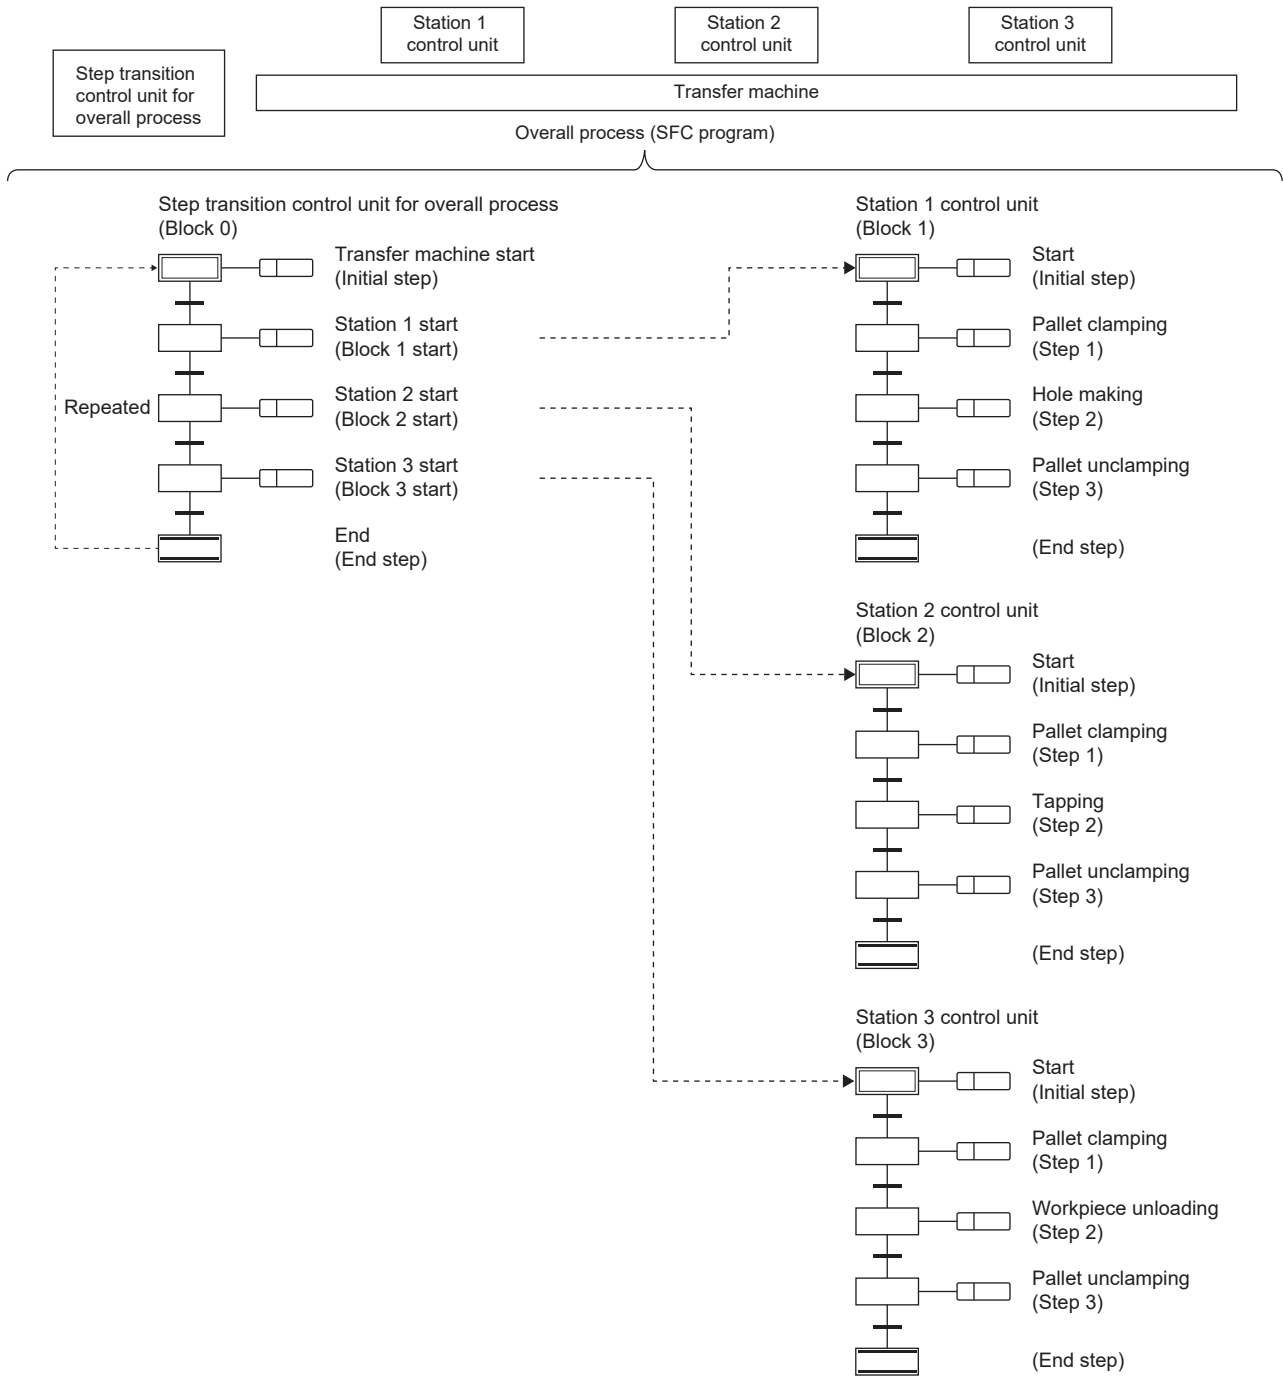 Station 1
control unit
Station 2
control unit
Station 3
control unit
Step transition
control unit for
overall process
Transfer machine
Overall process (SFC program)
Step transition control unit for overall process
(Block 0)
Transfer machine start
(Initial step)
Station 1 start
(Block 1 start)
Repeated
Station 2 start
(Block 2 start)
Station 3 start
(Block 3 start)
End
(End step)
Station 1 control unit
(Block 1)
Start
(Initial step)
Pallet clamping
(Step 1)
Hole making
(Step 2)
Pallet unclamping
(Step 3)
(End step)
Station 2 control unit
(Block 2)
Start
(Initial step)
Pallet clamping
(Step 1)
Tapping
(Step 2)
Pallet unclamping
(Step 3)
(End step)
Station 3 control unit
(Block 3)
Start
(Initial step)
Pallet clamping
(Step 1)
Workpiece unloading
(Step 2)
Pallet unclamping
(Step 3)
(End step)